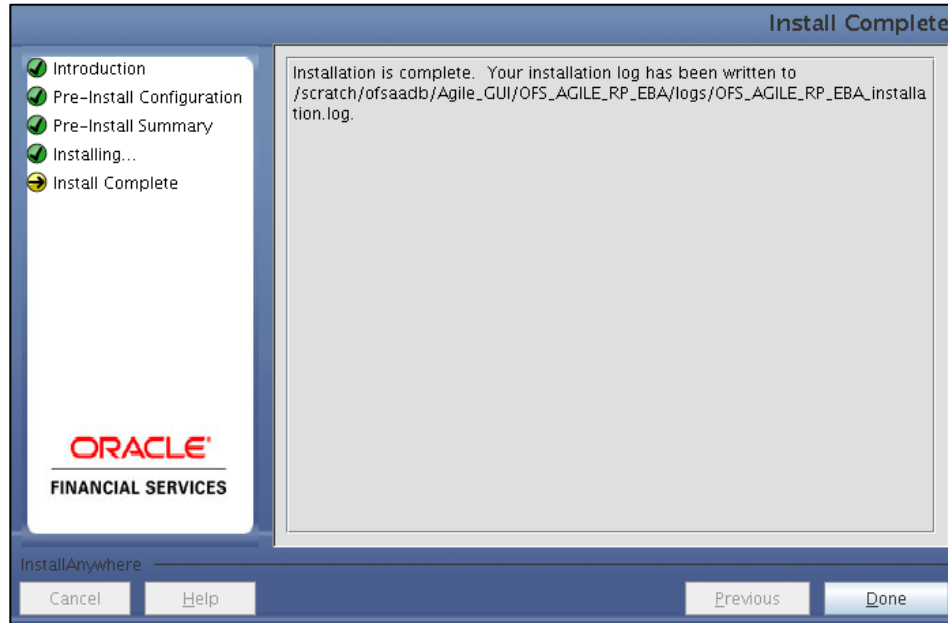 Install Complete
Introduction
Pre-Install Configuration
Pre-Install Summary
Installing...
Install Complete
Installation is complete. Your installation log has been written to
/scratch/ofsaadb/Agile_GUI/OFS_AGILE_RP_EBA/logs/OFS_AGILE_RP_EBA_installa
tion.log.
ORACLE'
FINANCIAL SERVICES
InstallAnywhere
Cancel
Help
Previous
Done